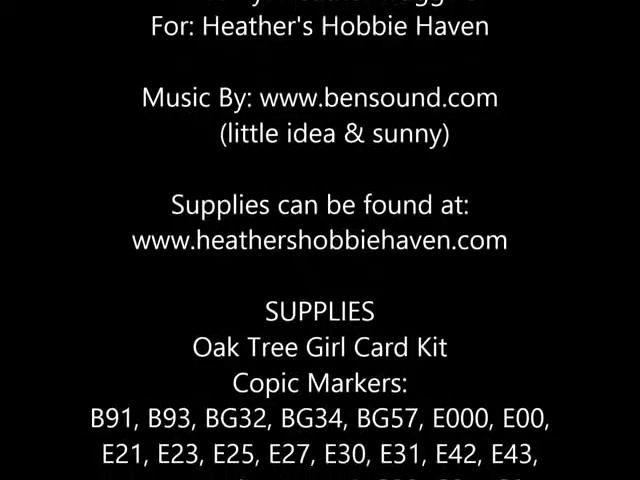 For: Heather's Hobbie Haven
Music By: www.bensound.com
(little idea & sunny)
Supplies can be found at:
www.heathershobbiehaven.com
SUPPLIES
Oak Tree Girl Card Kit
Copic Markers:
B91, B93, BG32, BG34, BG57, E000, E00,
E21, E23, E25, E27, E30, E31, E42, E43,